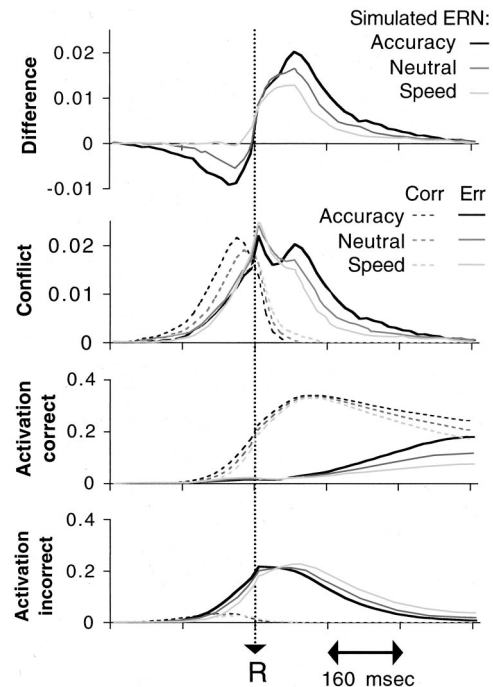 Simulated ERN:
Accuracy
Neutral
Speed
Difference
0.02
0.01
0
-0.01
Corr Err
Accuracy
Neutral
Speed
Conflict
0.02
0.01
0
Activation
correct
0.4
0.2
0
Activation
incorrect
0.4
0.2
0
R
160 msec